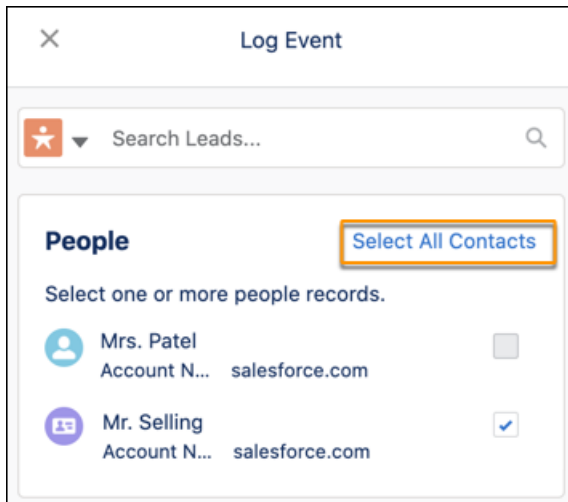 Log Event
Search Leads...
People
Select All Contacts
Select one or more people records.
Mrs. Patel
Account N... salesforce.com
Mr. Selling
Account N... salesforce.com